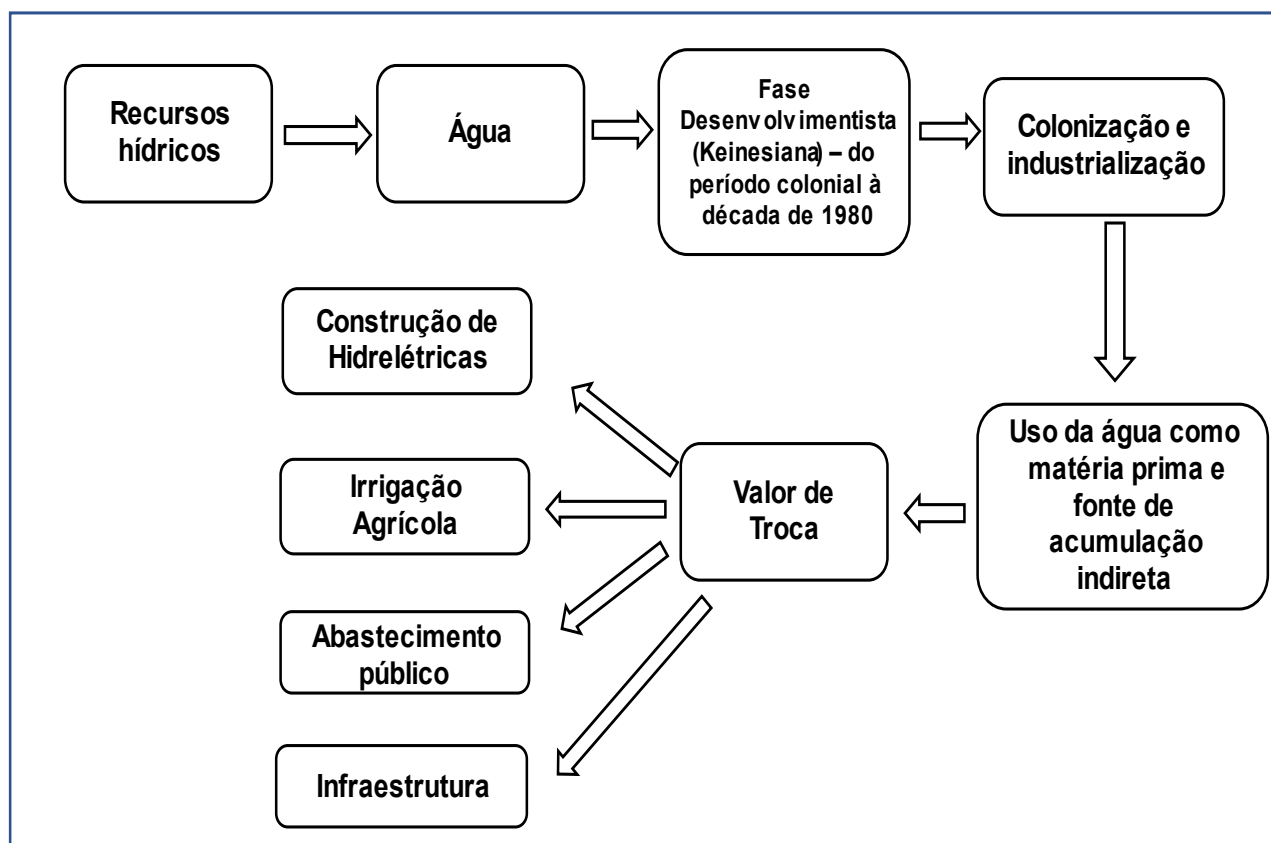 Recursos
hídricos
Água
Fase
Desenvolvimentista
(Keinesiana) – do
período colonial à
década de 1980
Colonização e
industrialização
Uso da água como
matéria prima e
fonte de
acumulação
indireta
Valor de
Troca
Construção de
Hidrelétricas
Irrigação
Agrícola
Abastecimento
público
Infraestrutura